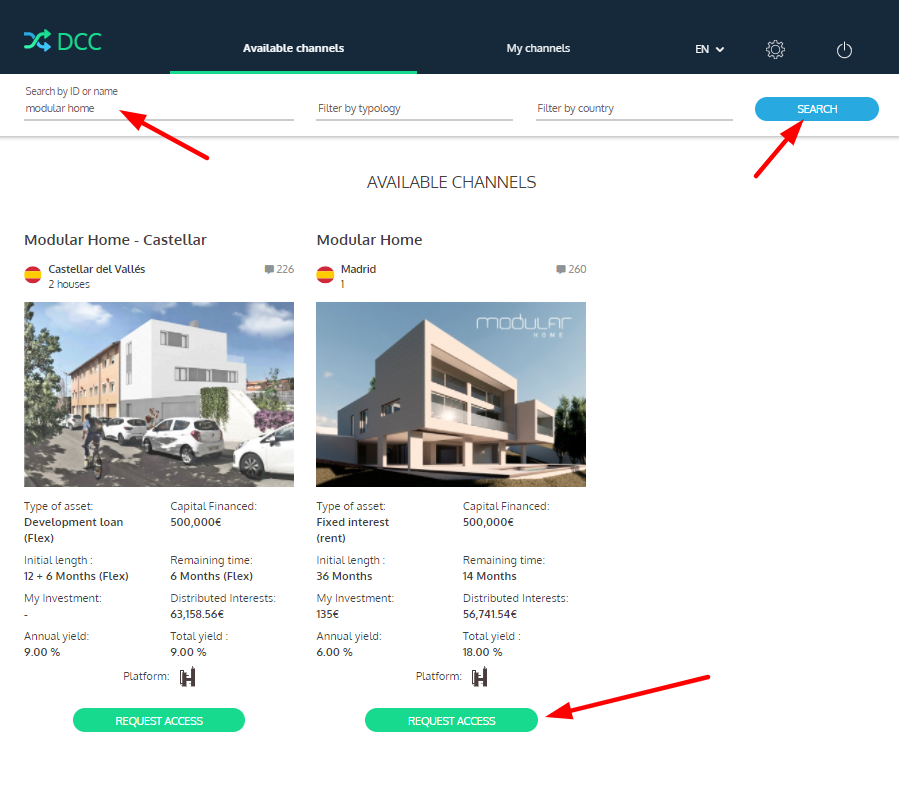 DCC
Available channels
My channels
EN
Search by ID or name
modular home
Filter by typology
Filter by country
SEARCH
AVAILABLE CHANNELS
Modular Home - Castellar
Castellar del Vallés
226
2 houses
Type of asset:
Capital Financed:
Development loan
500,000€
(Flex)
Initial length :
Remaining time:
12 + 6 Months (Flex)
6 Months (Flex)
My Investment:
Distributed Interests:
-
63,158.56€
Annual yield:
Total yield :
9.00 %
9.00 %
Platform:
REQUEST ACCESS
Modular Home
Madrid
260
1
modular
HOME
Type of asset:
Capital Financed:
Fixed interest
500,000€
(rent)
Initial length :
Remaining time:
36 Months
14 Months
My Investment:
Distributed Interests:
135€
56,741.54€
Annual yield:
Total yield :
6.00 %
18.00 %
Platform:
REQUEST ACCESS